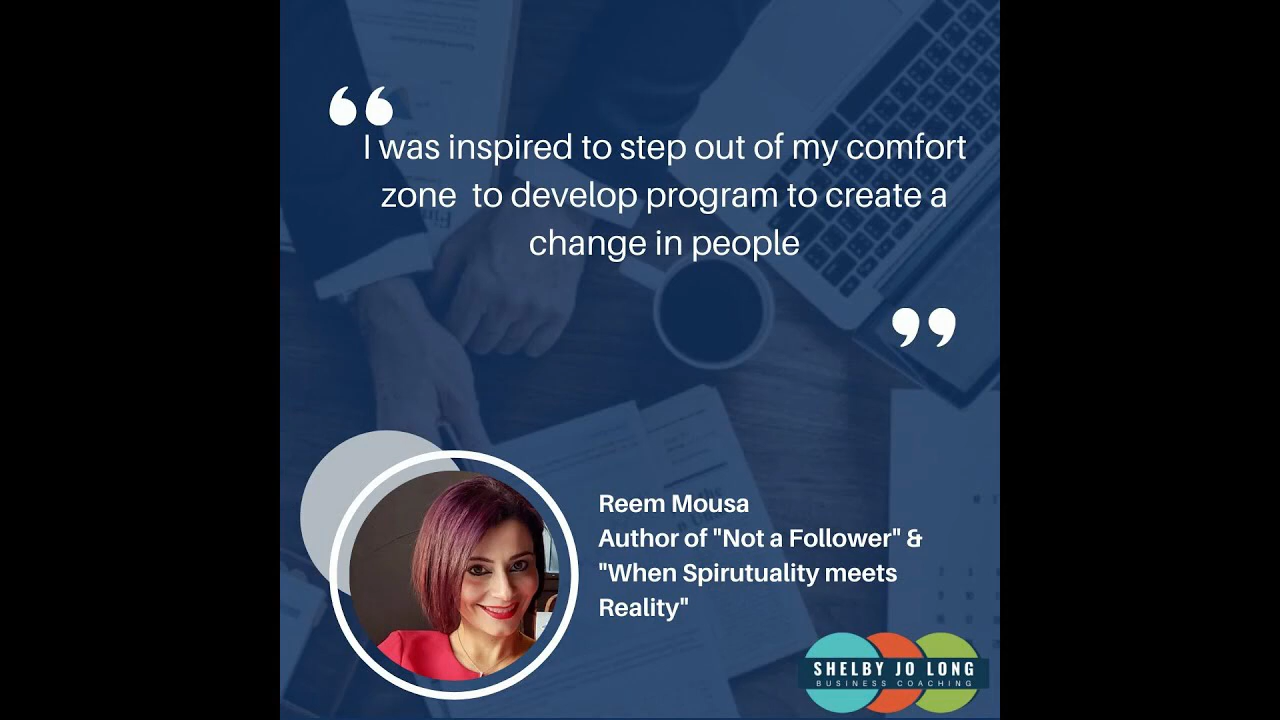 “
I was inspired to step out of my comfort
zone to develop program to create a
change in people
”
Reem Mousa
Author of "Not a Follower" &
"When Spirutuality meets
Reality"
SHELBY JO LONG
BUSINESS COACHING